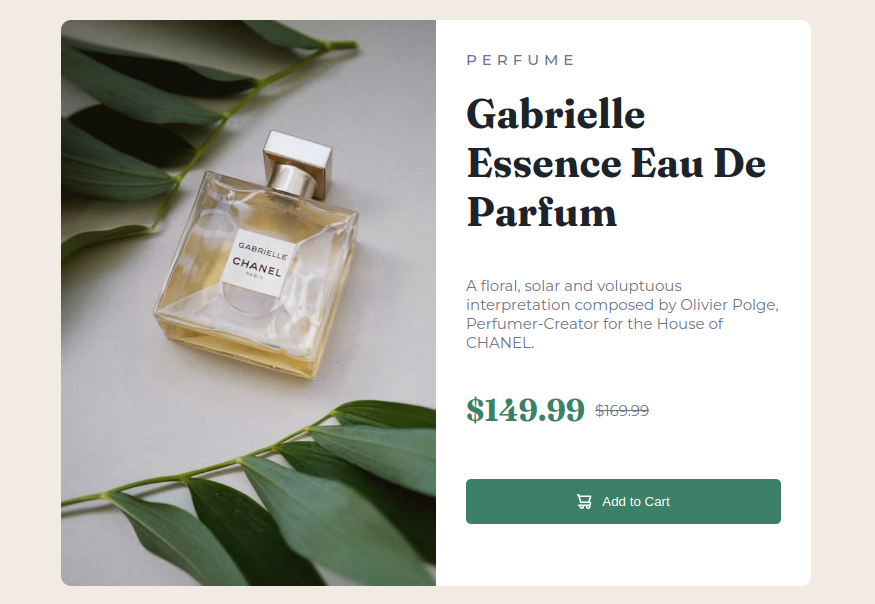 GABRIELLE
CHANEL
PARIS
PERFUME
Gabrielle
Essence Eau De
Parfum
A floral, solar and voluptuous
interpretation composed by Olivier Polge,
Perfumer-Creator for the House of
CHANEL.
$149.99 $169.99
Add to Cart